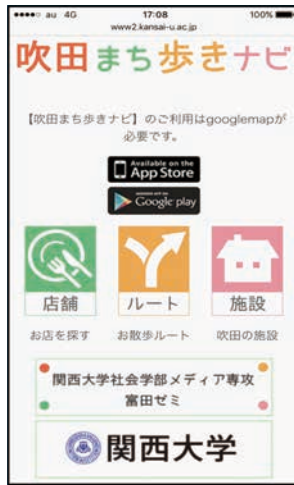 au 4G 17:08 100%
www2.kansai-u.ac.jp
吹田まち歩きナビ
【吹田まち歩きナビ】のご利用はgooglemapが
必要です。
Available on the
App Store
AVAILABLE ON THE
Google play
店舗 ルート 施設
お店を探す お散歩ルート 吹田の施設
関西大学社会学部メディア専攻
富田ゼミ
関西大学